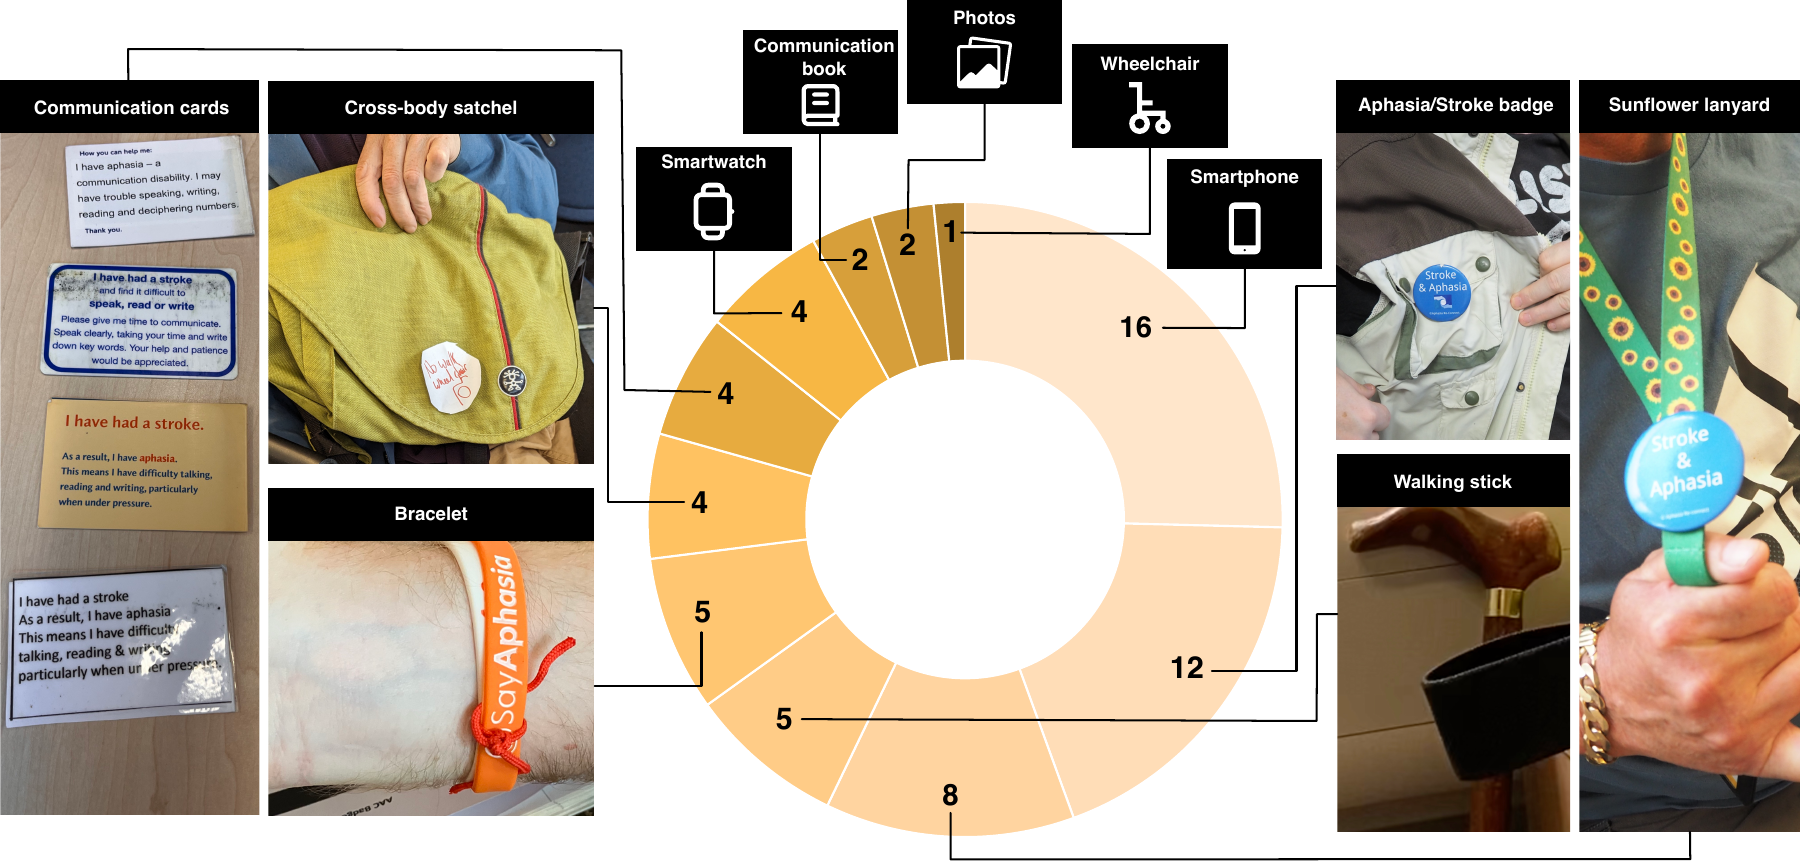 Photos
Communication
book
Wheelchair
Smartwatch
Smartphone
Communication cards
Cross-body satchel
Bracelet
Aphasia/Stroke badge
Sunflower lanyard
Walking stick
How you can help me:
I have aphasia – a
communication disability. I may
have trouble speaking, writing,
reading and deciphering numbers.
Thank you.
I have had a stroke
and find it difficult to
speak, read or write
Please give me time to communicate.
Speak clearly, taking your time and write
down key words. Your help and patience
would be appreciated.
I have had a stroke.
As a result, I have aphasia.
This means I have difficulty talking,
reading and writing, particularly
when under pressure.
I have had a stroke
As a result, I have aphasia
This means I have difficulty
talking, reading & writing
particularly when under pressure.
SayAphasia
Stroke
& Aphasia
Stroke
&
Aphasia
16
12
8
5
5
4
4
4
2
2
1